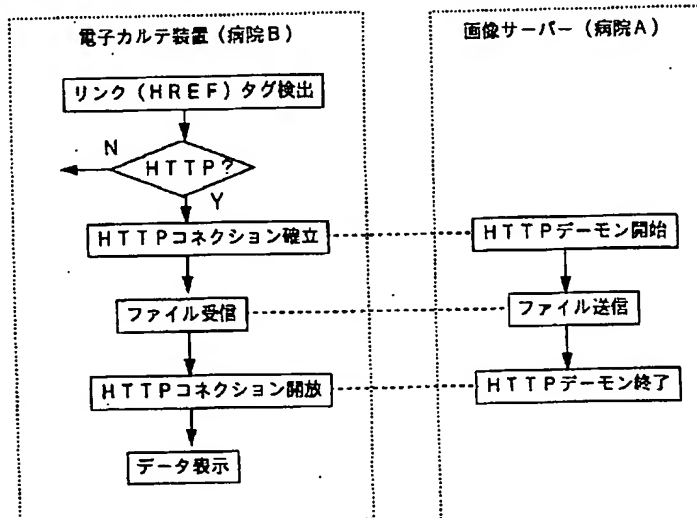 電子カルテ装置（病院B）
画像サーバー（病院A）
リンク（HREF）タグ検出
N
HTTP?
Y
HTTPコネクション確立
HTTPデーモン開始
ファイル受信
ファイル送信
HTTPコネクション開放
HTTPデーモン終了
データ表示